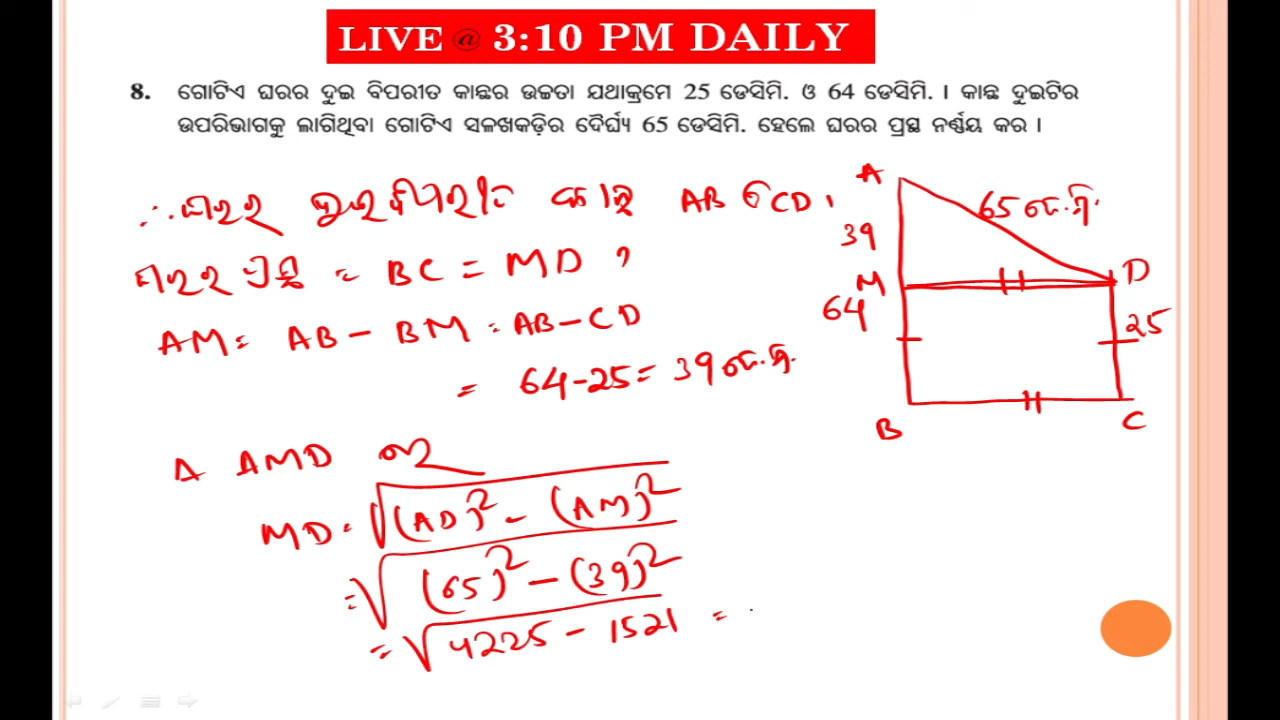 LIVE @ 3:10 PM DAILY
8. ଗୋଟିଏ ଘରର ଦୁଇ ବିପରୀତ କାନ୍ଥର ଉଚ୍ଚତା ଯଥାକ୍ରମେ 25 ଡେସିମି. ଓ 64 ଡେସିମି. । କାନ୍ଥ ଦୁଇଟିର
ଉପରିଭାଗକୁ ଲାଗିଥିବା ଗୋଟିଏ ସଳଖକଡ଼ିର ଦୈର୍ଘ୍ୟ 65 ଡେସିମି. ହେଲେ ଘରର ପ୍ରସ୍ଥ ନର୍ଣ୍ଣୟ କର ।
∴ ଘରର ଦୁଇ ବିପରୀତ କାନ୍ଥ AB ଓ CD ,
ଘରର ପ୍ରସ୍ଥ = BC = MD ,
AM = AB - BM = AB - CD
= 64 - 25 = 39 ଡେ.ମି.
Δ AMD ରେ
MD = √(AD)² - (AM)²
= √(65)² - (39)²
= √4225 - 1521 =
A
65 ଡେ.ମି.
39
M
D
64
25
B
C